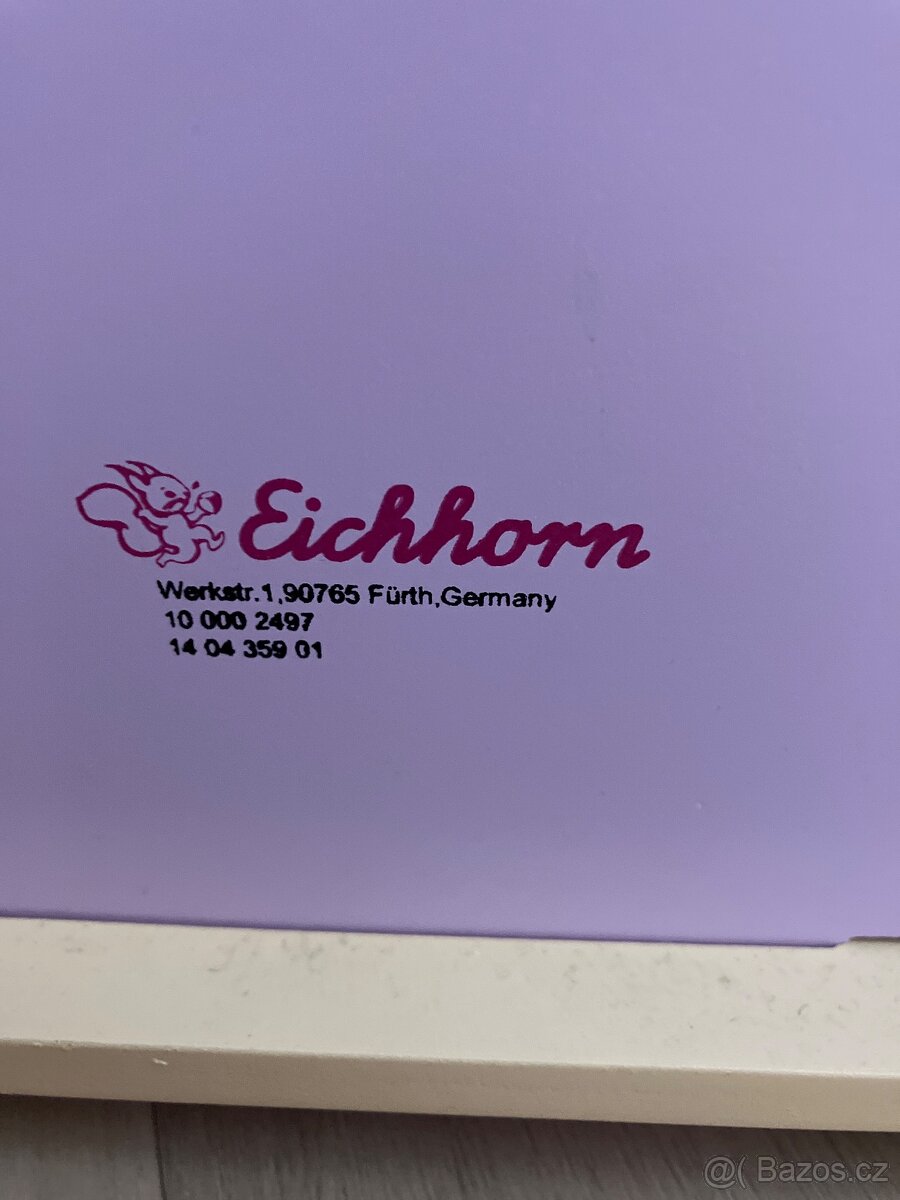 Eichhorn
Werkstr.1,90765 Fürth,Germany
10 000 2497
14 04 359 01
@( Bazos.cz